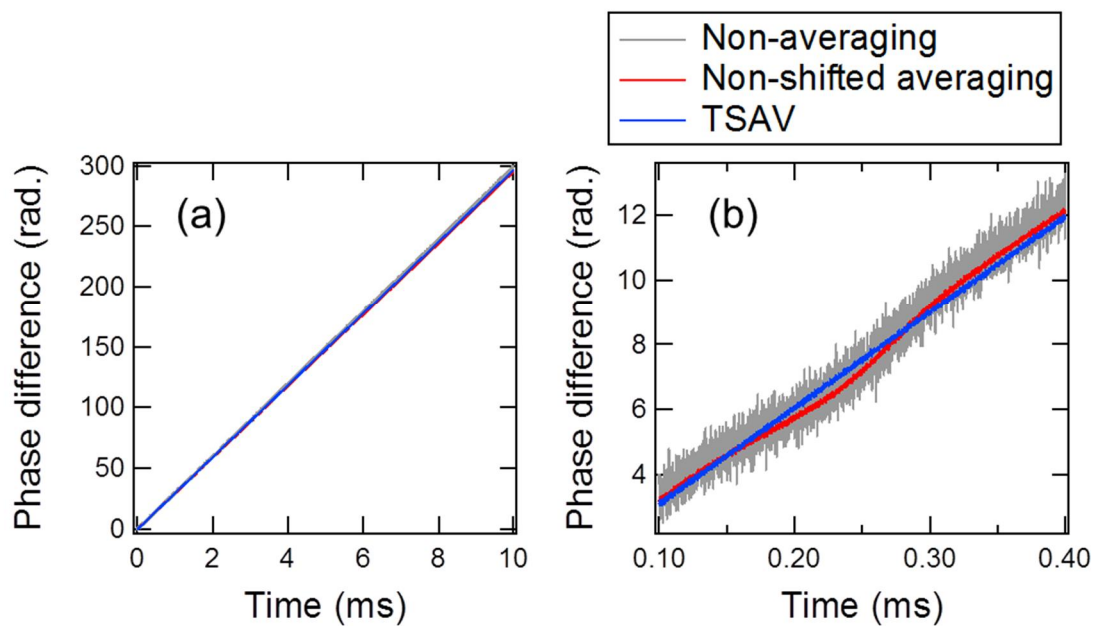 Non-averaging
Non-shifted averaging
TSAV
(a)
Phase difference (rad.)
300
250
200
150
100
50
0
0 2 4 6 8 10
Time (ms)
(b)
Phase difference (rad.)
12
10
8
6
4
0.10 0.20 0.30 0.40
Time (ms)